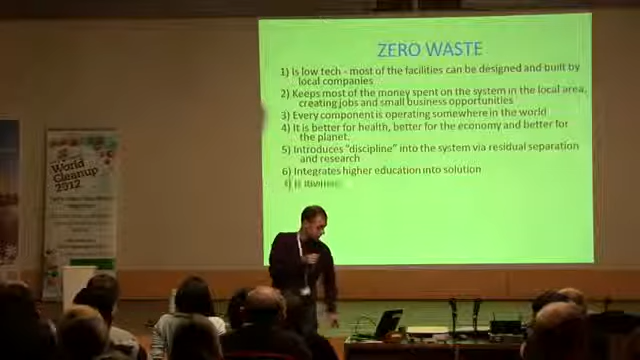 ZERO WASTE
1) Is low tech - most of the facilities can be designed and built by
local companies
2) Keeps most of the money spent on the system in the local area,
creating jobs and small business opportunities
3) Every component is operating somewhere in the world
4) It is better for health, better for the economy and better for
the planet.
5) Introduces “discipline” into the system via residual separation
and research
6) Integrates higher education into solution
World
Cleanup
2012